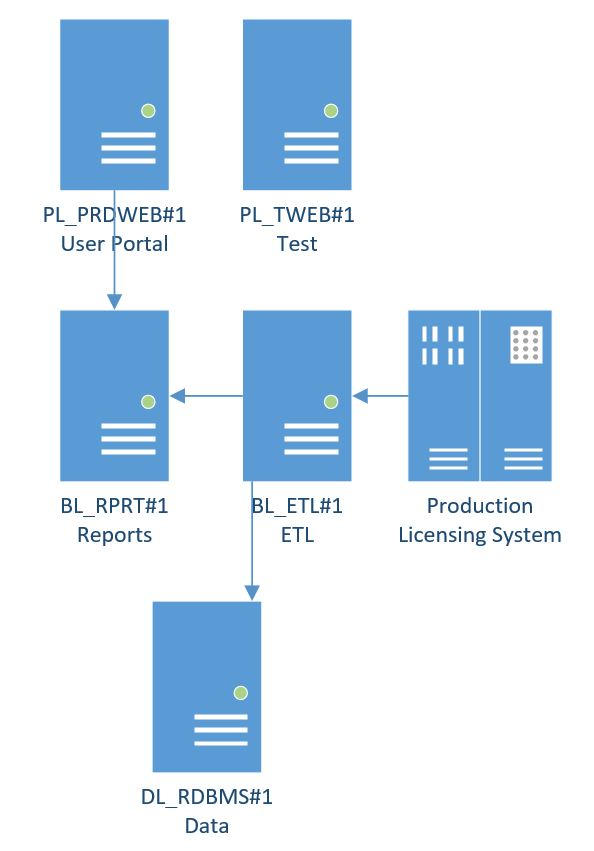 PL_PRDWEB#1
User Portal
PL_TWEB#1
Test
BL_RPRT#1
Reports
BL_ETL#1
ETL
Production
Licensing System
DL_RDBMS#1
Data